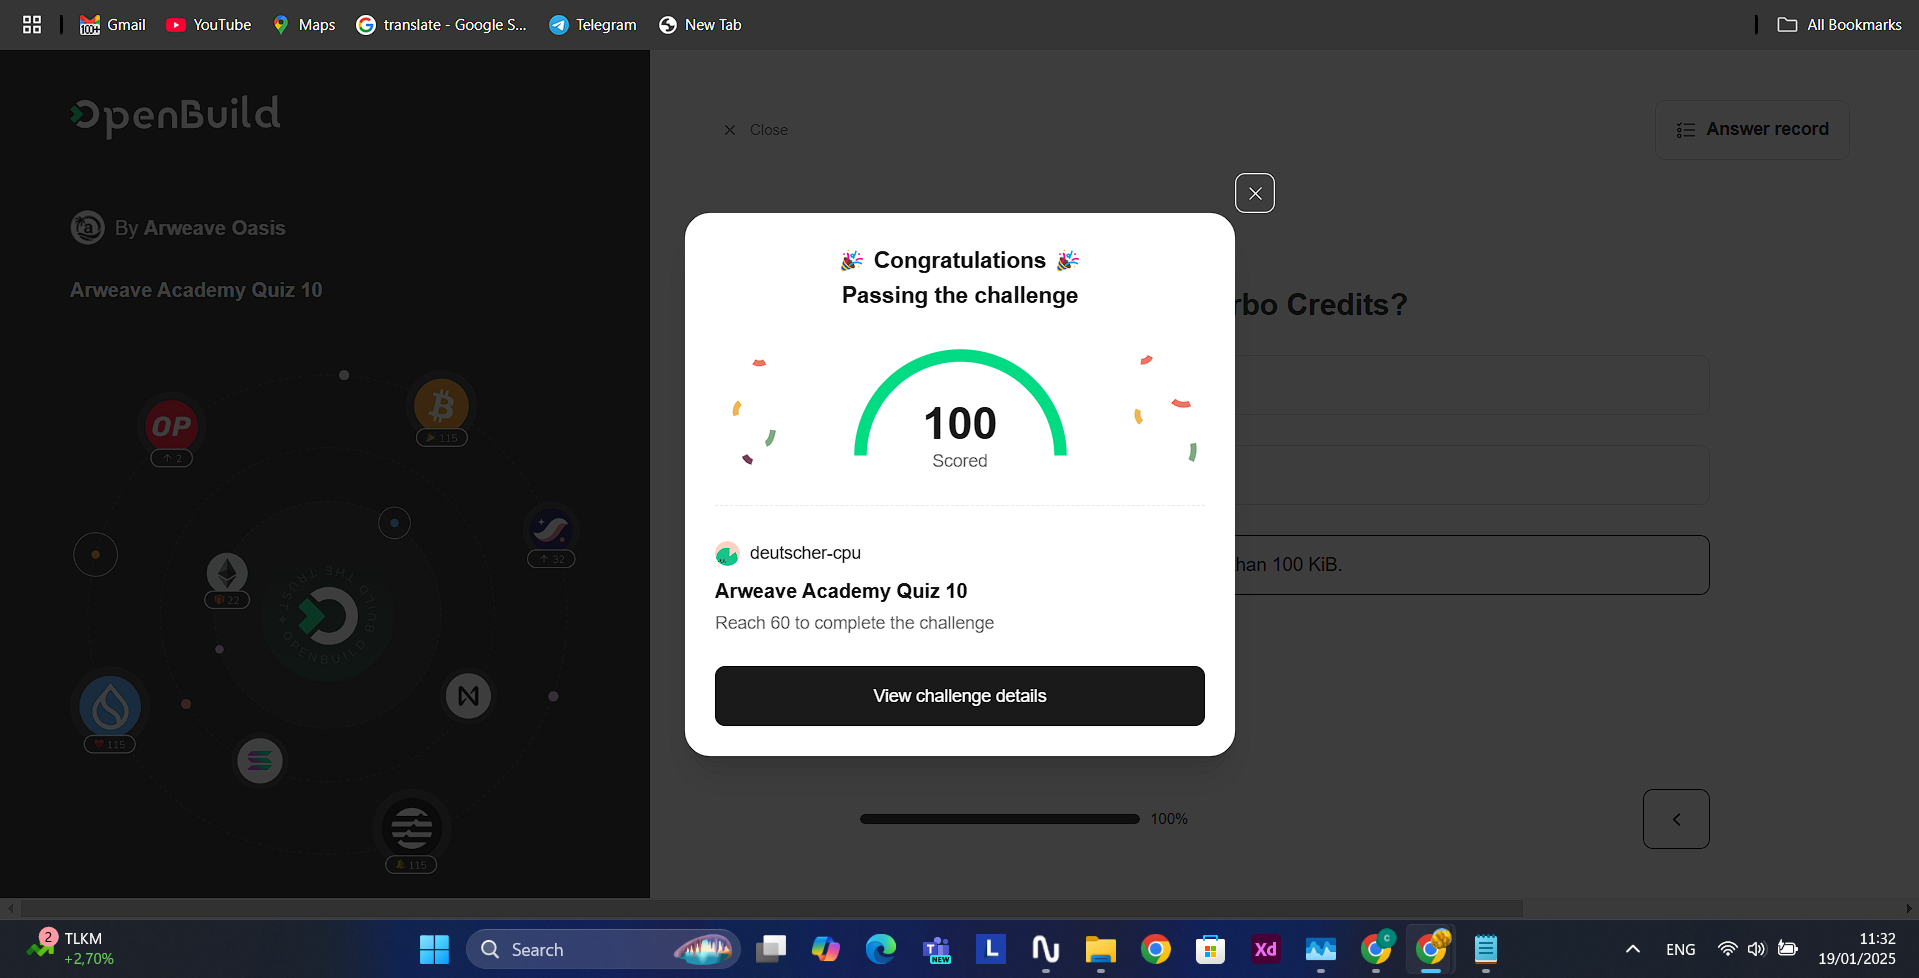 Gmail
YouTube
Maps
translate - Google S...
Telegram
New Tab
All Bookmarks
OpenBuild
By Arweave Oasis
Arweave Academy Quiz 10
OP
↑ 2
115
↑ 32
22
115
115
BUILD THE TRUST + OPENBUILD
Close
Answer record
rbo Credits?
han 100 KiB.
🎉 Congratulations 🎉
Passing the challenge
100
Scored
deutscher-cpu
Arweave Academy Quiz 10
Reach 60 to complete the challenge
View challenge details
100%
2
TLKM
+2,70%
Search
NEW
L
Xd
C
ENG
11:32
19/01/2025